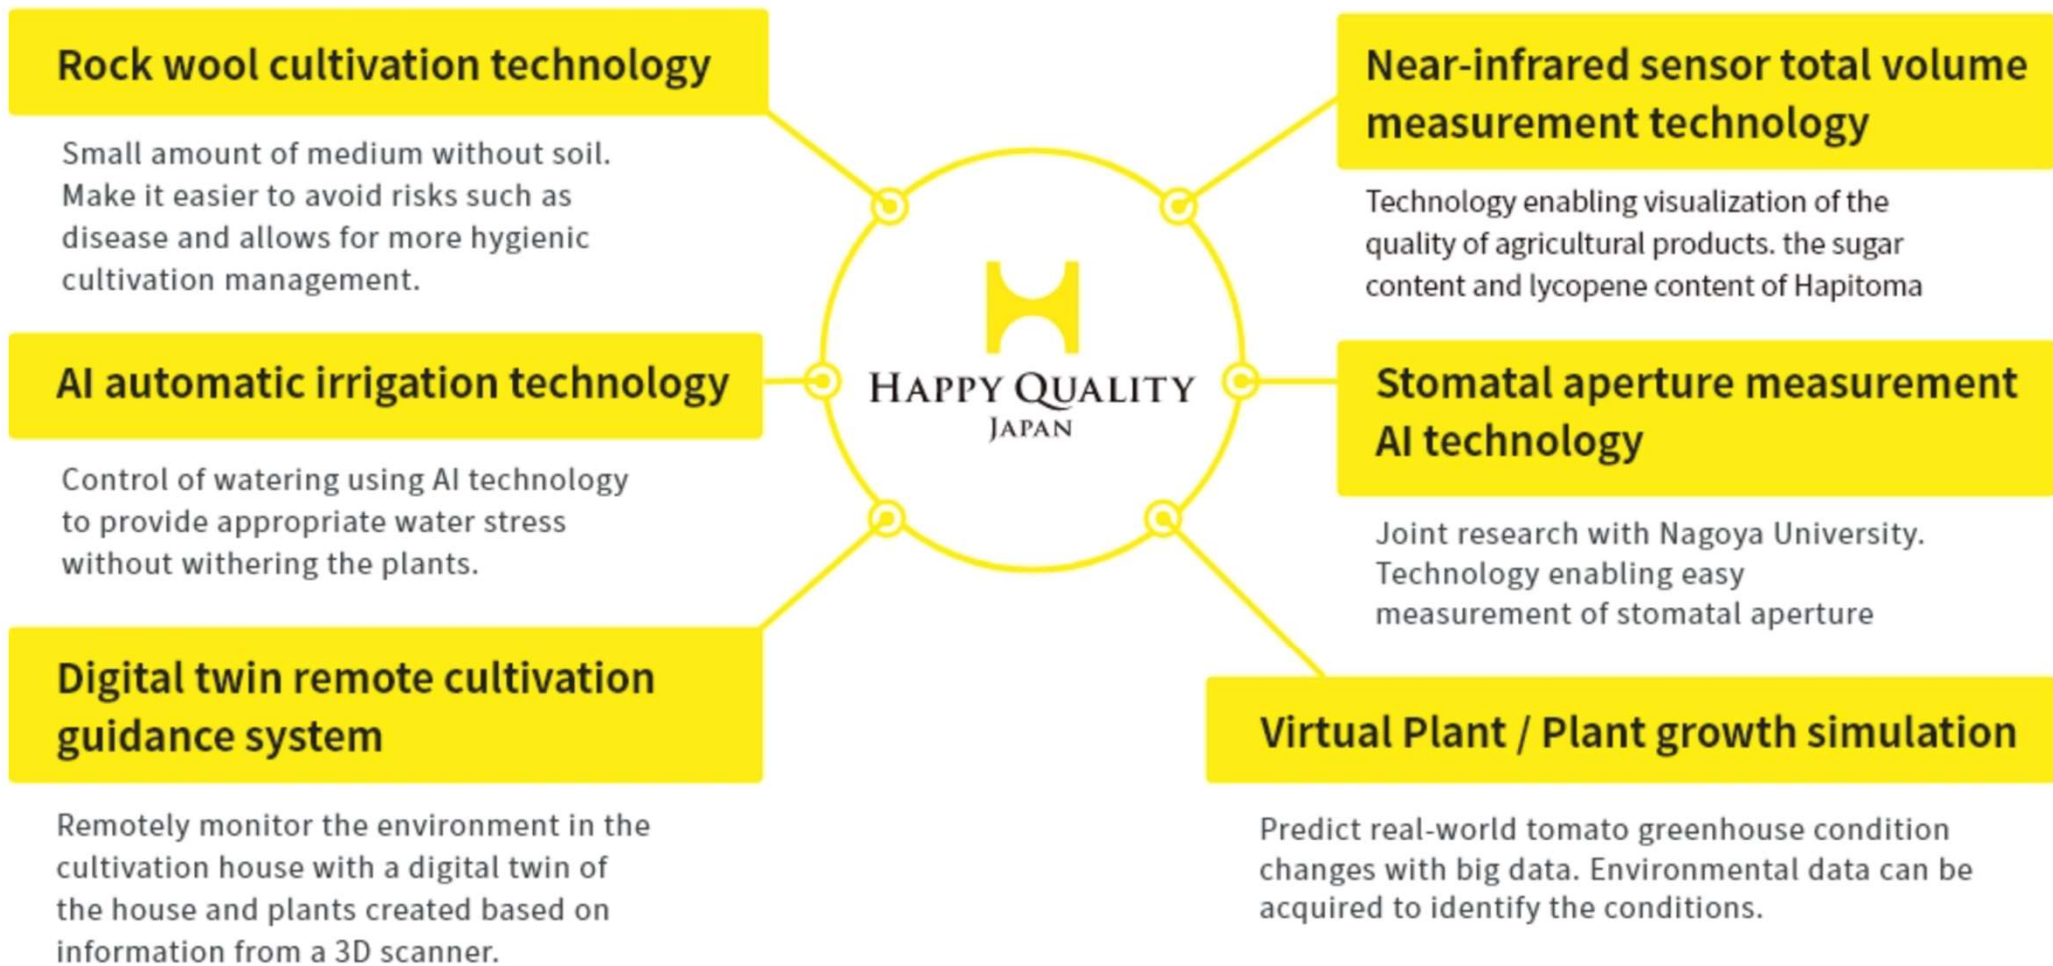 Rock wool cultivation technology
Small amount of medium without soil.
Make it easier to avoid risks such as
disease and allows for more hygienic
cultivation management.
AI automatic irrigation technology
Control of watering using AI technology
to provide appropriate water stress
without withering the plants.
Digital twin remote cultivation
guidance system
Remotely monitor the environment in the
cultivation house with a digital twin of
the house and plants created based on
information from a 3D scanner.
HAPPY QUALITY
JAPAN
Near-infrared sensor total volume
measurement technology
Technology enabling visualization of the
quality of agricultural products. the sugar
content and lycopene content of Hapitoma
Stomatal aperture measurement
AI technology
Joint research with Nagoya University.
Technology enabling easy
measurement of stomatal aperture
Virtual Plant / Plant growth simulation
Predict real-world tomato greenhouse condition
changes with big data. Environmental data can be
acquired to identify the conditions.